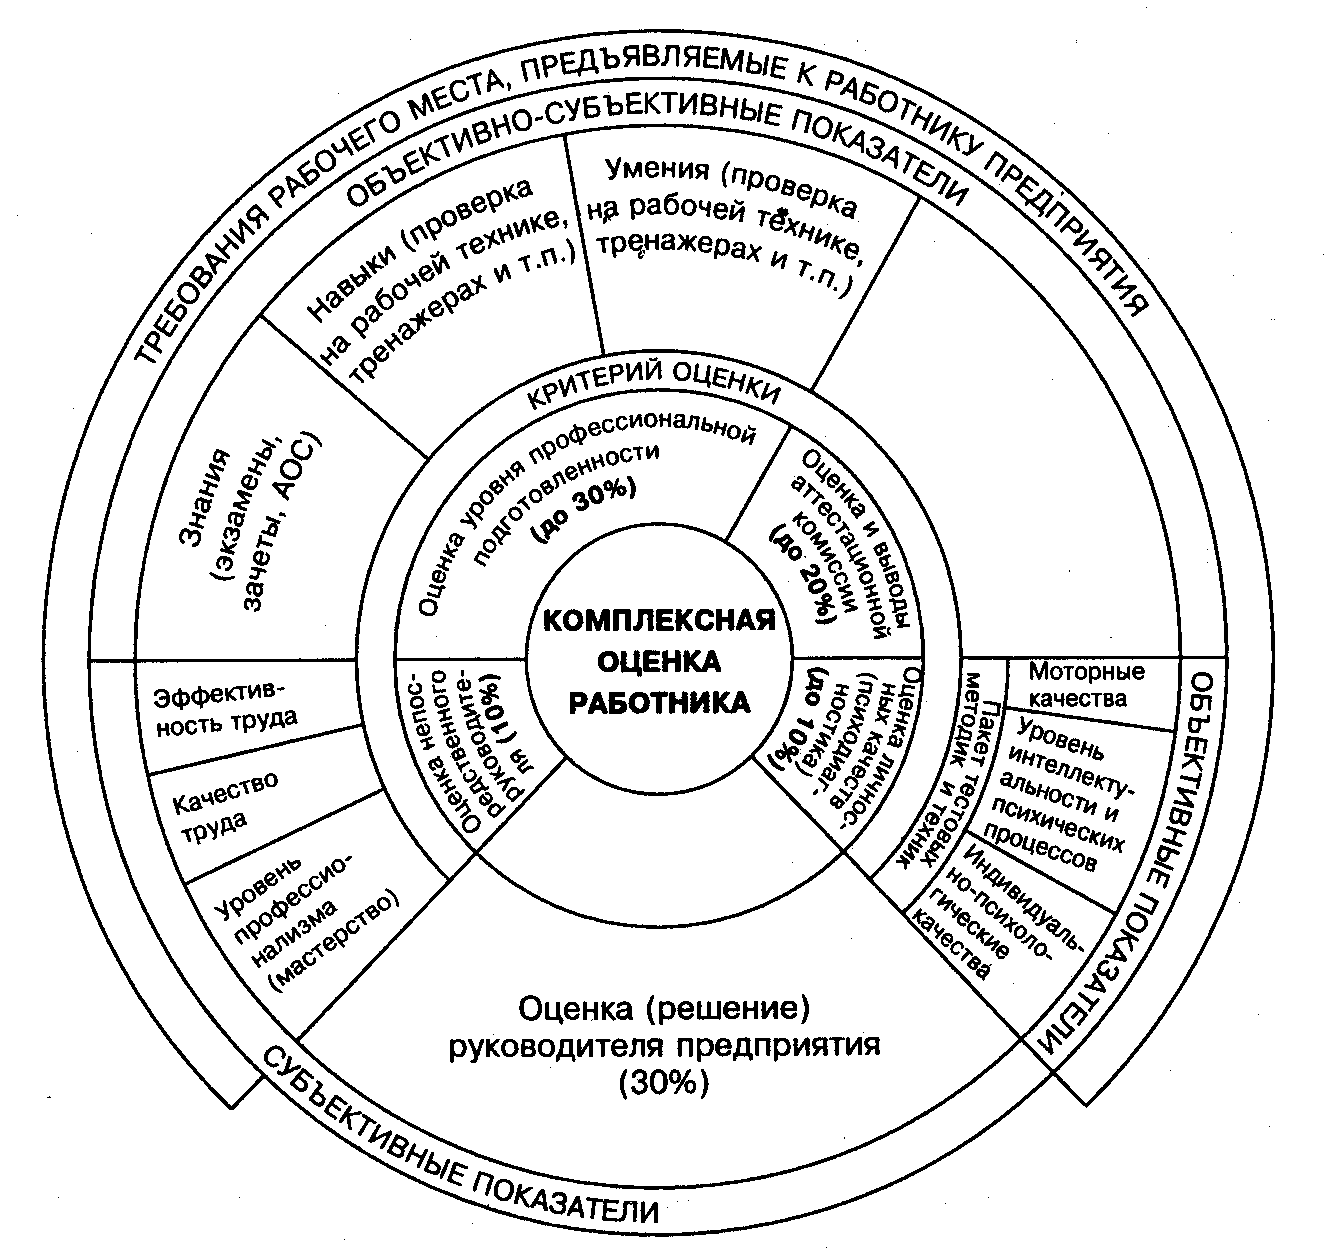 ТРЕБОВАНИЯ РАБОЧЕГО МЕСТА, ПРЕДЪЯВЛЯЕМЫЕ К РАБОТНИКУ ПРЕДПРИЯТИЯ
ОБЪЕКТИВНО-СУБЪЕКТИВНЫЕ ПОКАЗАТЕЛИ
Знания
(экзамены,
зачеты, АОС)
Навыки (проверка
на рабочей технике,
тренажерах и т.п.)
Умения (проверка
на рабочей технике,
тренажерах и т.п.)
КРИТЕРИЙ ОЦЕНКИ
Оценка уровня профессиональной
подготовленности
(до 30%)
Оценка и выводы
аттестационной
комиссии
(до 20%)
КОМПЛЕКСНАЯ
ОЦЕНКА
РАБОТНИКА
Оценка непос-
редственного
руководите-
ля (10%)
Оценка личнос-
ных качеств
(психодиаг-
ностика)
(до 10%)
Эффектив-
ность труда
Качество
труда
Уровень
профессио-
нализма
(мастерство)
Пакет тестовых
методик и техник
Моторные
качества
Уровень
интеллекту-
альности и
психических
процессов
Индивидуаль-
но-психоло-
гические
качества
ОБЪЕКТИВНЫЕ ПОКАЗАТЕЛИ
Оценка (решение)
руководителя предприятия
(30%)
СУБЪЕКТИВНЫЕ ПОКАЗАТЕЛИ